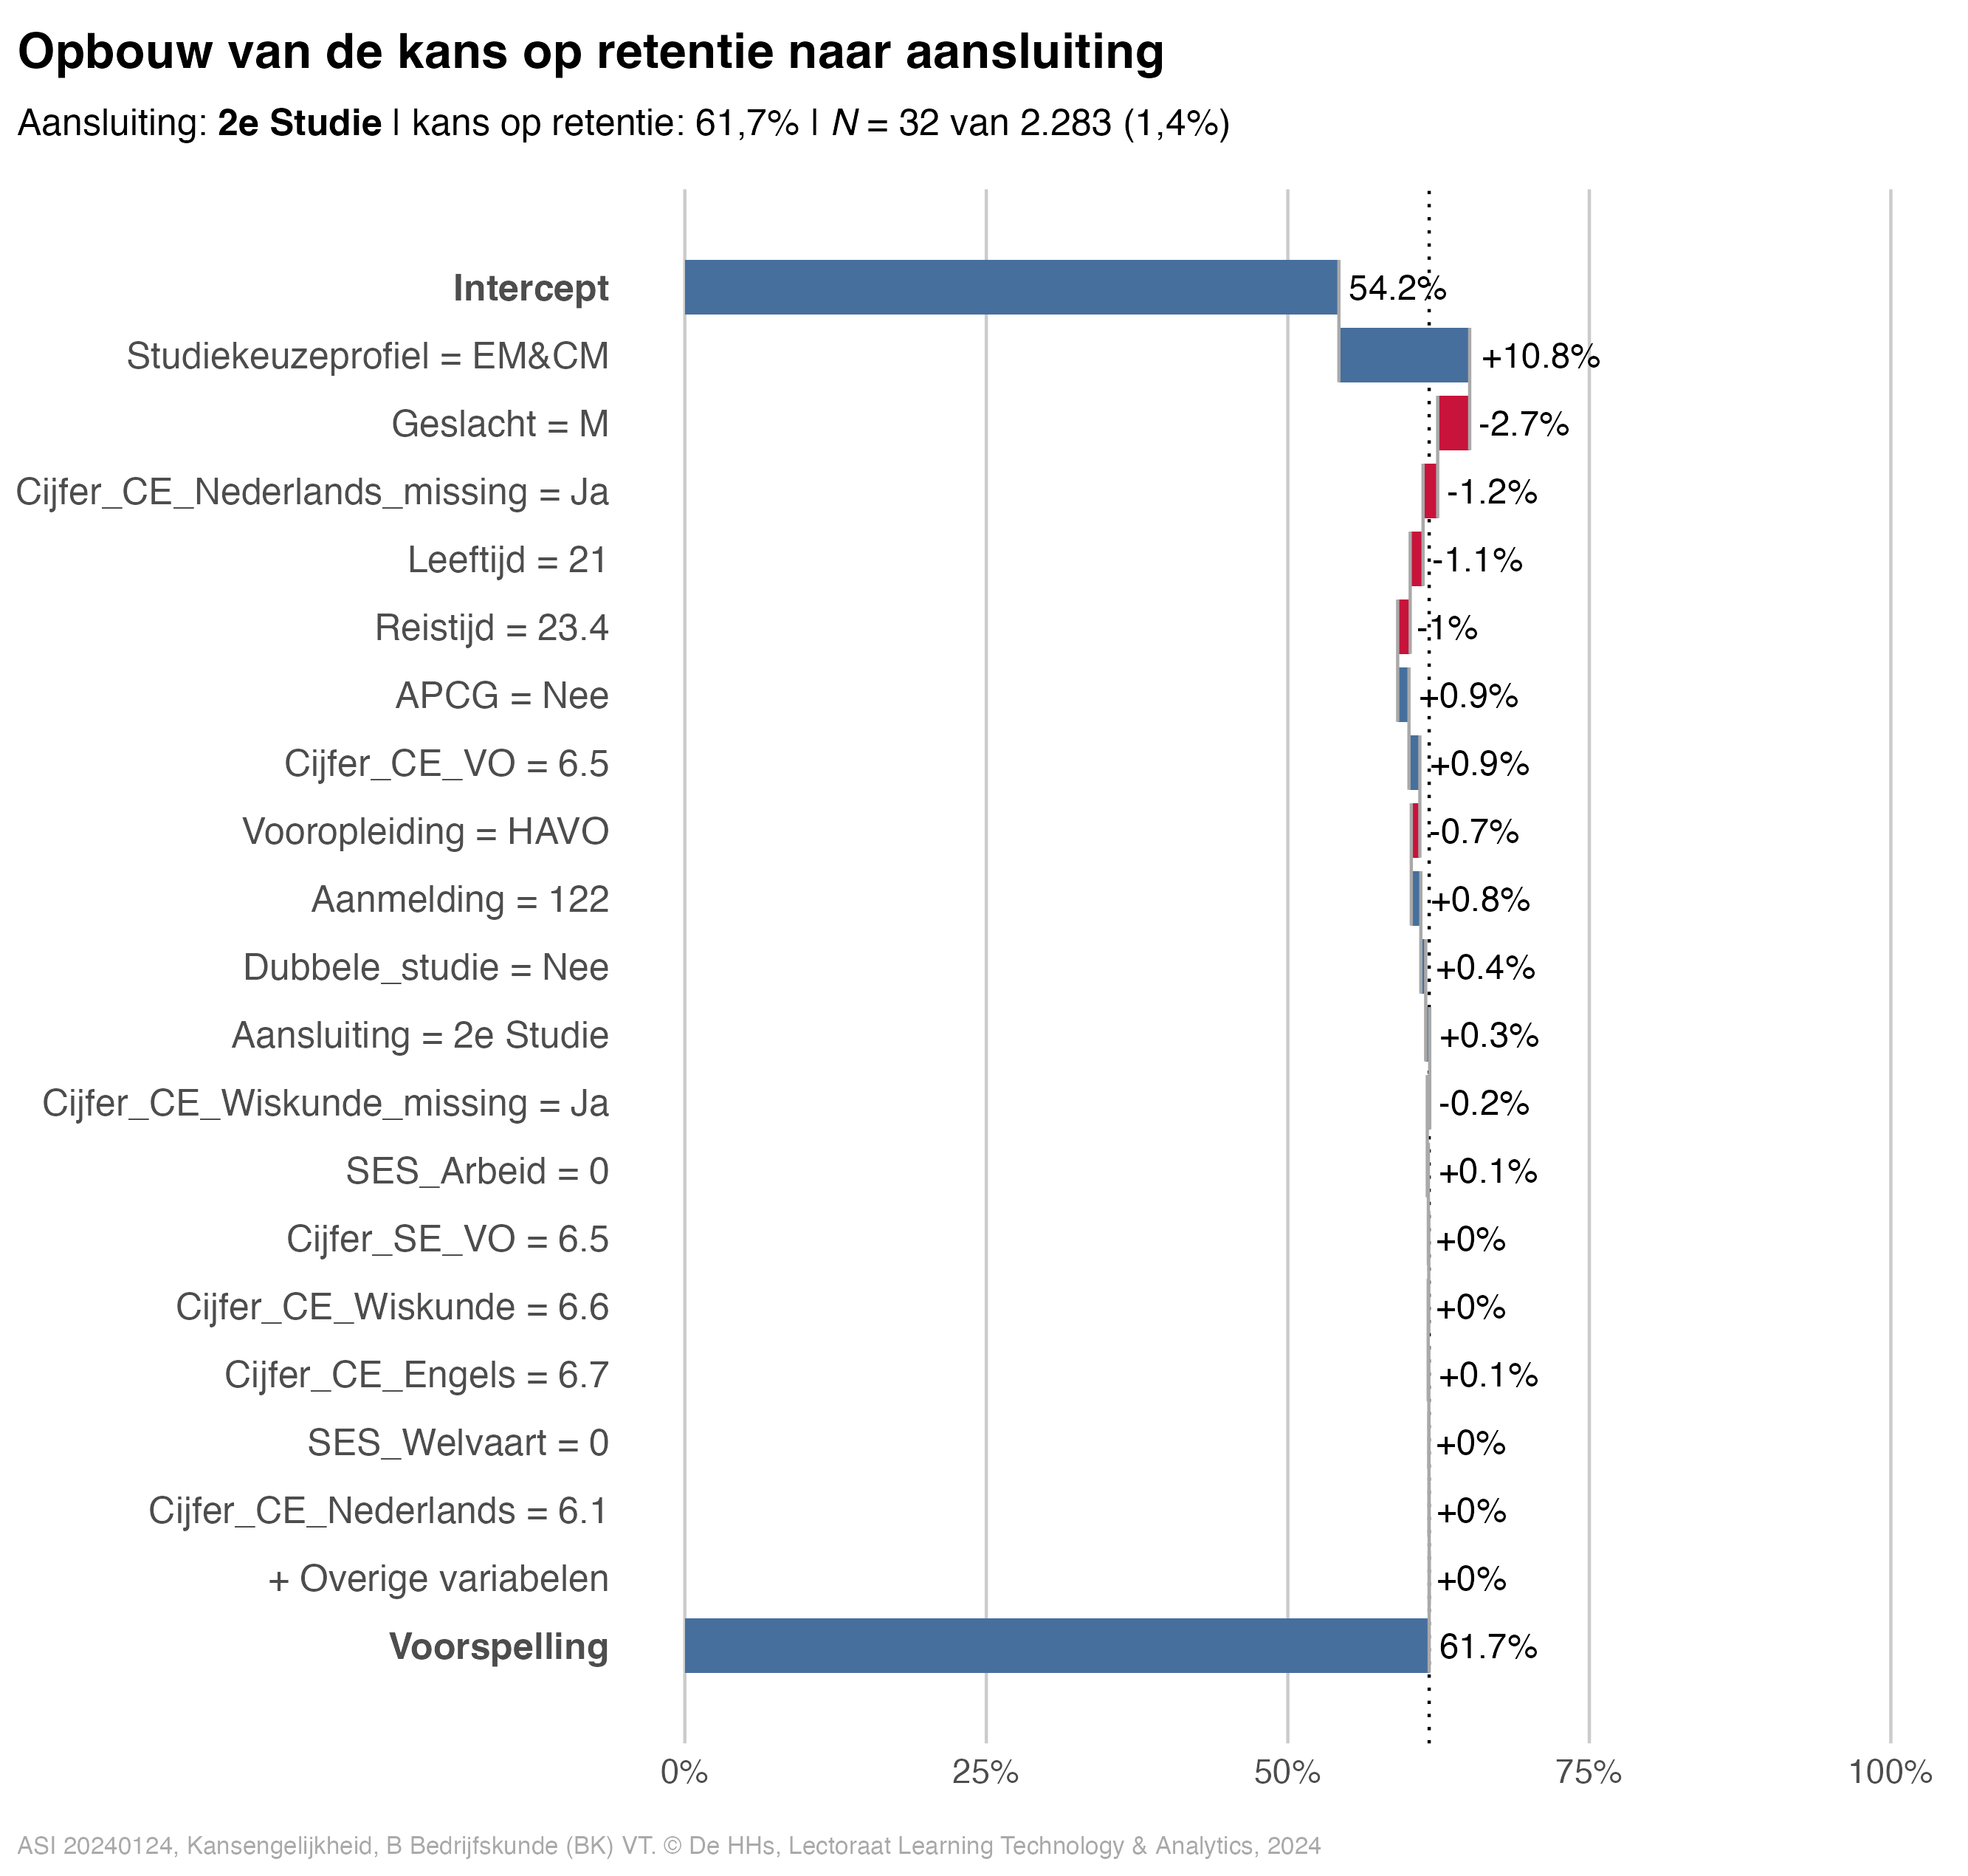 Opbouw van de kans op retentie naar aansluiting
Aansluiting: 2e Studie | kans op retentie: 61,7% | N = 32 van 2.283 (1,4%)
Intercept 54.2%
Studiekeuzeprofiel = EM&CM +10.8%
Geslacht = M -2.7%
Cijfer_CE_Nederlands_missing = Ja -1.2%
Leeftijd = 21 -1.1%
Reistijd = 23.4 -1%
APCG = Nee +0.9%
Cijfer_CE_VO = 6.5 +0.9%
Vooropleiding = HAVO -0.7%
Aanmelding = 122 +0.8%
Dubbele_studie = Nee +0.4%
Aansluiting = 2e Studie +0.3%
Cijfer_CE_Wiskunde_missing = Ja -0.2%
SES_Arbeid = 0 +0.1%
Cijfer_SE_VO = 6.5 +0%
Cijfer_CE_Wiskunde = 6.6 +0%
Cijfer_CE_Engels = 6.7 +0.1%
SES_Welvaart = 0 +0%
Cijfer_CE_Nederlands = 6.1 +0%
+ Overige variabelen +0%
Voorspelling 61.7%
0% 25% 50% 75% 100%
ASI 20240124, Kansengelijkheid, B Bedrijfskunde (BK) VT. © De HHs, Lectoraat Learning Technology & Analytics, 2024